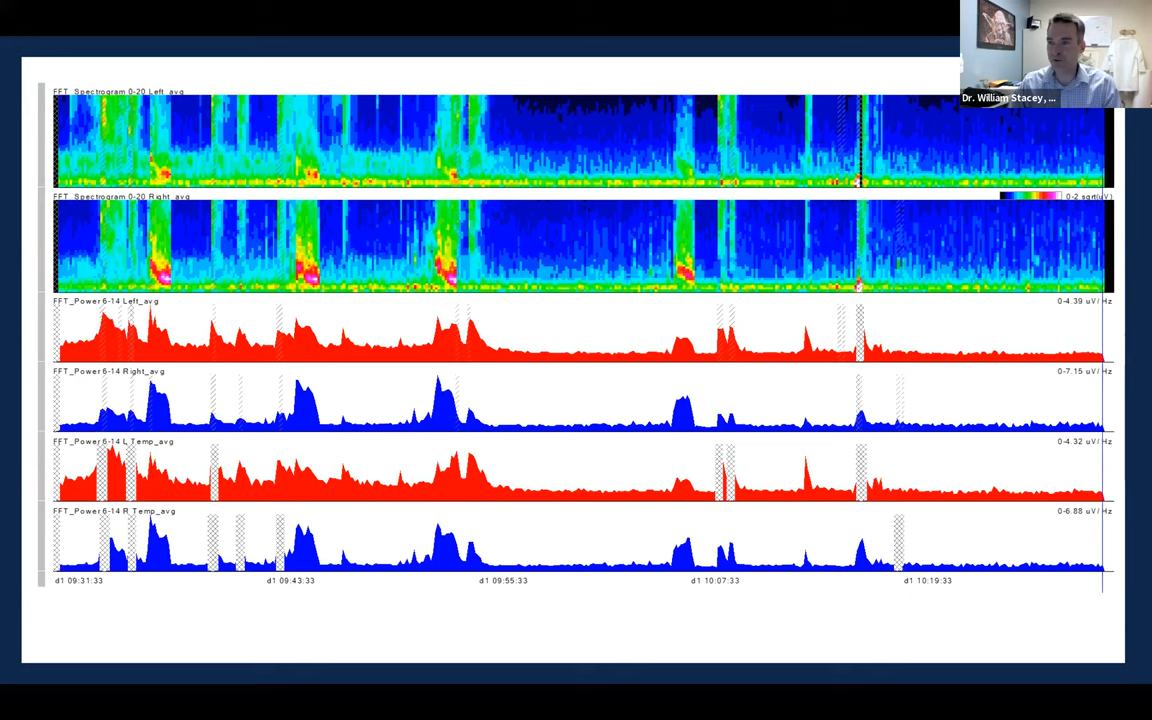 FFT_Spectrogram 0-20 Left_avg
Dr. William Stacey, ...
FFT_Spectrogram 0-20 Right_avg
0-2 sqrt(uV)
FFT_Power 6-14 Left_avg
0-4.39 uV/Hz
FFT_Power 6-14 Right_avg
0-7.15 uV/Hz
FFT_Power 6-14 L Temp_avg
0-4.32 uV/Hz
FFT_Power 6-14 R Temp_avg
0-6.88 uV/Hz
d1 09:31:33
d1 09:43:33
d1 09:55:33
d1 10:07:33
d1 10:19:33